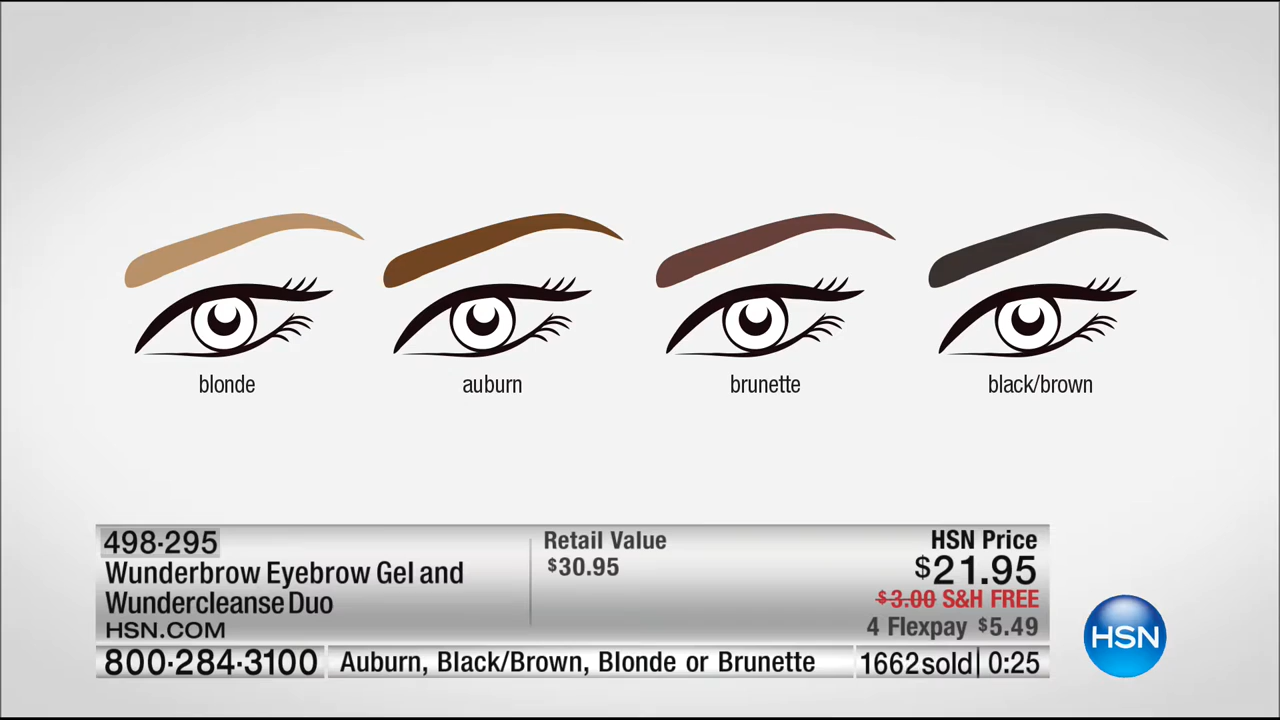 blonde
auburn
brunette
black/brown
498-295
Wunderbrow Eyebrow Gel and
Wundercleanse Duo
HSN.COM
Retail Value
$30.95
HSN Price
$21.95
$3.00 S&H FREE
4 Flexpay $5.49
HSN
800-284-3100
Auburn, Black/Brown, Blonde or Brunette
1662 sold | 0:25